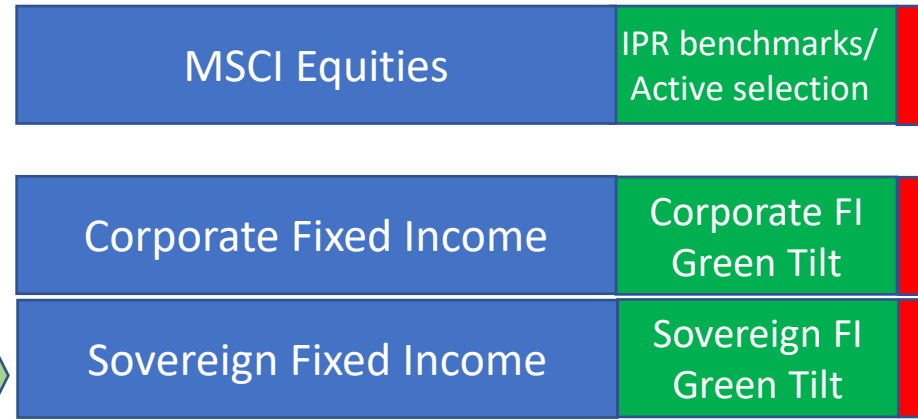 MSCI Equities
IPR benchmarks/
Active selection
Corporate Fixed Income
Corporate FI
Green Tilt
Sovereign Fixed Income
Sovereign FI
Green Tilt